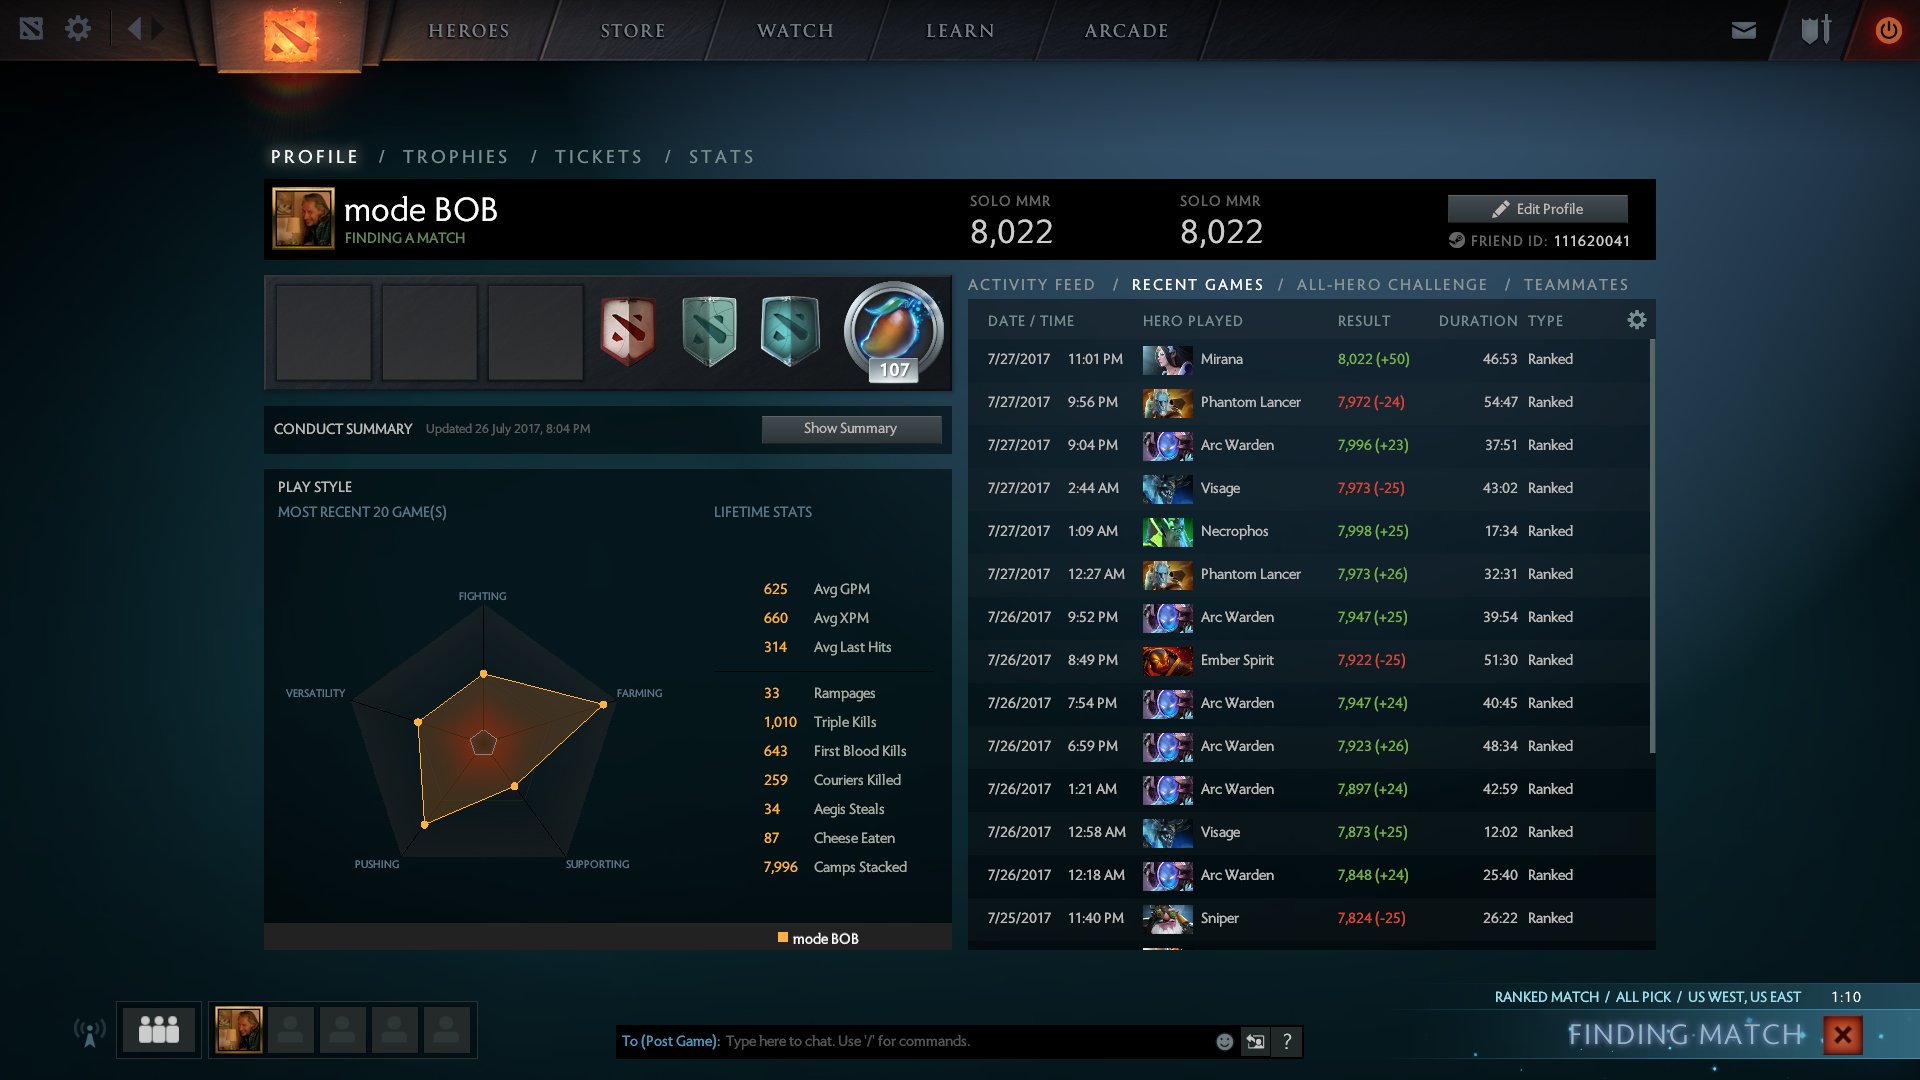 HEROES STORE WATCH LEARN ARCADE
PROFILE / TROPHIES / TICKETS / STATS
mode BOB
FINDING A MATCH
SOLO MMR
8,022
SOLO MMR
8,022
Edit Profile
FRIEND ID: 111620041
107
CONDUCT SUMMARY Updated 26 July 2017, 8:04 PM Show Summary
PLAY STYLE
MOST RECENT 20 GAME(S)
FIGHTING
FARMING
SUPPORTING
PUSHING
VERSATILITY
LIFETIME STATS
625 Avg GPM
660 Avg XPM
314 Avg Last Hits
33 Rampages
1,010 Triple Kills
643 First Blood Kills
259 Couriers Killed
34 Aegis Steals
87 Cheese Eaten
7,996 Camps Stacked
mode BOB
ACTIVITY FEED / RECENT GAMES / ALL-HERO CHALLENGE / TEAMMATES
DATE / TIME HERO PLAYED RESULT DURATION TYPE
7/27/2017 11:01 PM Mirana 8,022 (+50) 46:53 Ranked
7/27/2017 9:56 PM Phantom Lancer 7,972 (-24) 54:47 Ranked
7/27/2017 9:04 PM Arc Warden 7,996 (+23) 37:51 Ranked
7/27/2017 2:44 AM Visage 7,973 (-25) 43:02 Ranked
7/27/2017 1:09 AM Necrophos 7,998 (+25) 17:34 Ranked
7/27/2017 12:27 AM Phantom Lancer 7,973 (+26) 32:31 Ranked
7/26/2017 9:52 PM Arc Warden 7,947 (+25) 39:54 Ranked
7/26/2017 8:49 PM Ember Spirit 7,922 (-25) 51:30 Ranked
7/26/2017 7:54 PM Arc Warden 7,947 (+24) 40:45 Ranked
7/26/2017 6:59 PM Arc Warden 7,923 (+26) 48:34 Ranked
7/26/2017 1:21 AM Arc Warden 7,897 (+24) 42:59 Ranked
7/26/2017 12:58 AM Visage 7,873 (+25) 12:02 Ranked
7/26/2017 12:18 AM Arc Warden 7,848 (+24) 25:40 Ranked
7/25/2017 11:40 PM Sniper 7,824 (-25) 26:22 Ranked
To (Post Game): Type here to chat. Use '/' for commands.
?
RANKED MATCH / ALL PICK / US WEST, US EAST 1:10
FINDING MATCH